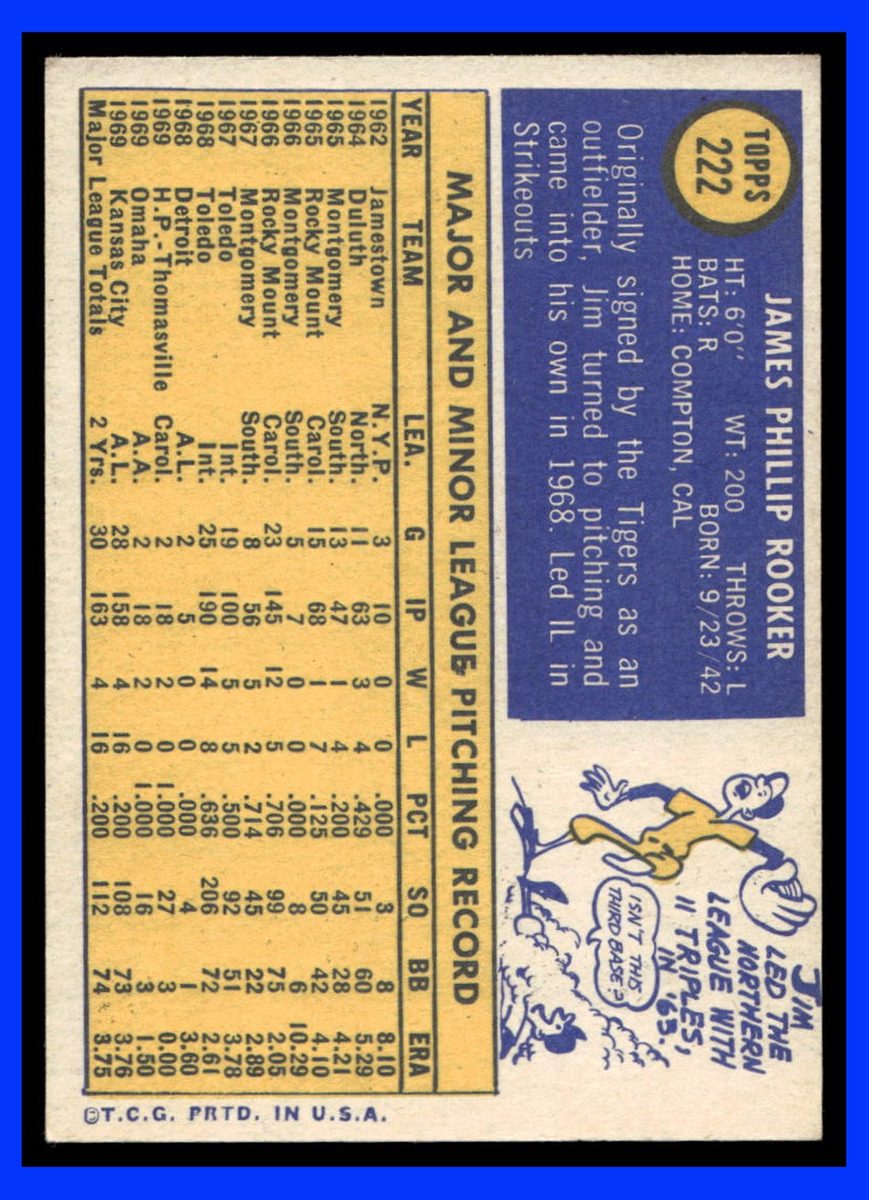 TOPPS
222
JAMES PHILLIP ROOKER
HT: 6'0" WT: 200 THROWS: L
BATS: R BORN: 9/23/42
HOME: COMPTON, CAL
Originally signed by the Tigers as an
outfielder, Jim turned to pitching and
came into his own in 1968. Led IL in
Strikeouts
JIM
LED THE
NORTHERN
LEAGUE WITH
11 TRIPLES,
IN '63.
ISN'T THIS
THIRD BASE?
MAJOR AND MINOR LEAGUE PITCHING RECORD
YEAR TEAM LEA. G IP W L PCT SO BB ERA
1962 Jamestown N.Y.P. 3 10 0 0 .000 3 8 8.10
1964 Duluth North. 11 63 3 4 .429 51 60 5.29
1965 Montgomery South. 13 47 1 4 .200 45 28 4.21
1965 Rocky Mount Carol. 15 68 1 7 .125 50 42 4.10
1966 Montgomery South. 5 7 0 0 .000 8 6 10.29
1966 Rocky Mount Carol. 23 145 12 5 .706 99 75 2.05
1967 Montgomery South. 8 56 5 2 .714 45 22 2.89
1967 Toledo Int. 19 100 5 5 .500 92 51 3.78
1968 Toledo Int. 25 190 14 8 .636 206 72 2.61
1968 Detroit A.L. 2 5 0 0 .000 4 1 3.60
1969 H.P.-Thomasville Carol. 2 18 2 0 1.000 27 3 0.00
1969 Omaha A.A. 2 18 2 0 1.000 16 3 1.50
1969 Kansas City A.L. 28 158 4 16 .200 108 73 3.76
Major League Totals 2 Yrs. 30 163 4 16 .200 112 74 3.75
©T.C.G. PRTD. IN U.S.A.